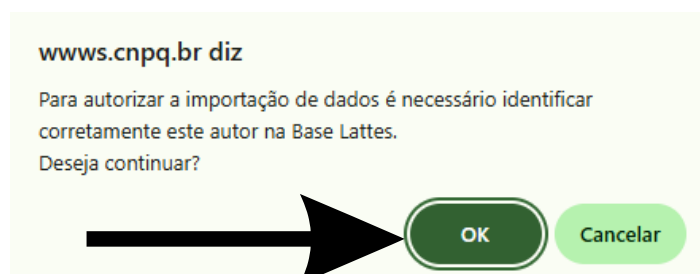 wwws.cnpq.br diz
Para autorizar a importação de dados é necessário identificar
corretamente este autor na Base Lattes.
Deseja continuar?
OK
Cancelar